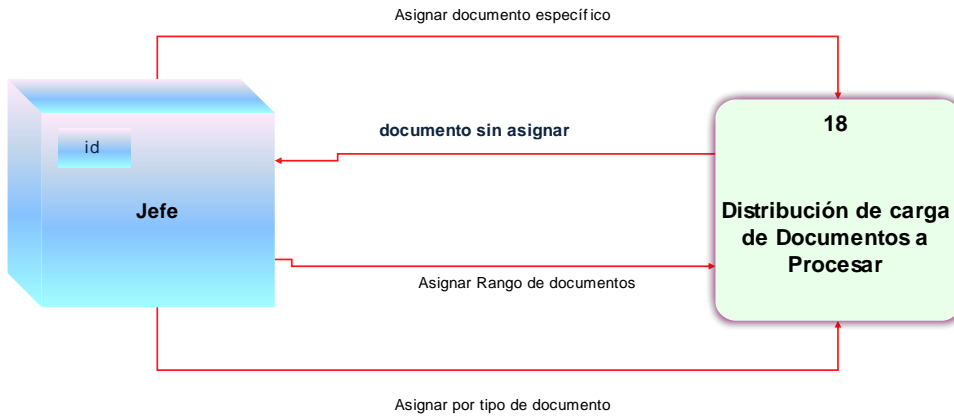 Asignar documento específico
id
Jefe
documento sin asignar
18
Distribución de carga
de Documentos a
Procesar
Asignar Rango de documentos
Asignar por tipo de documento